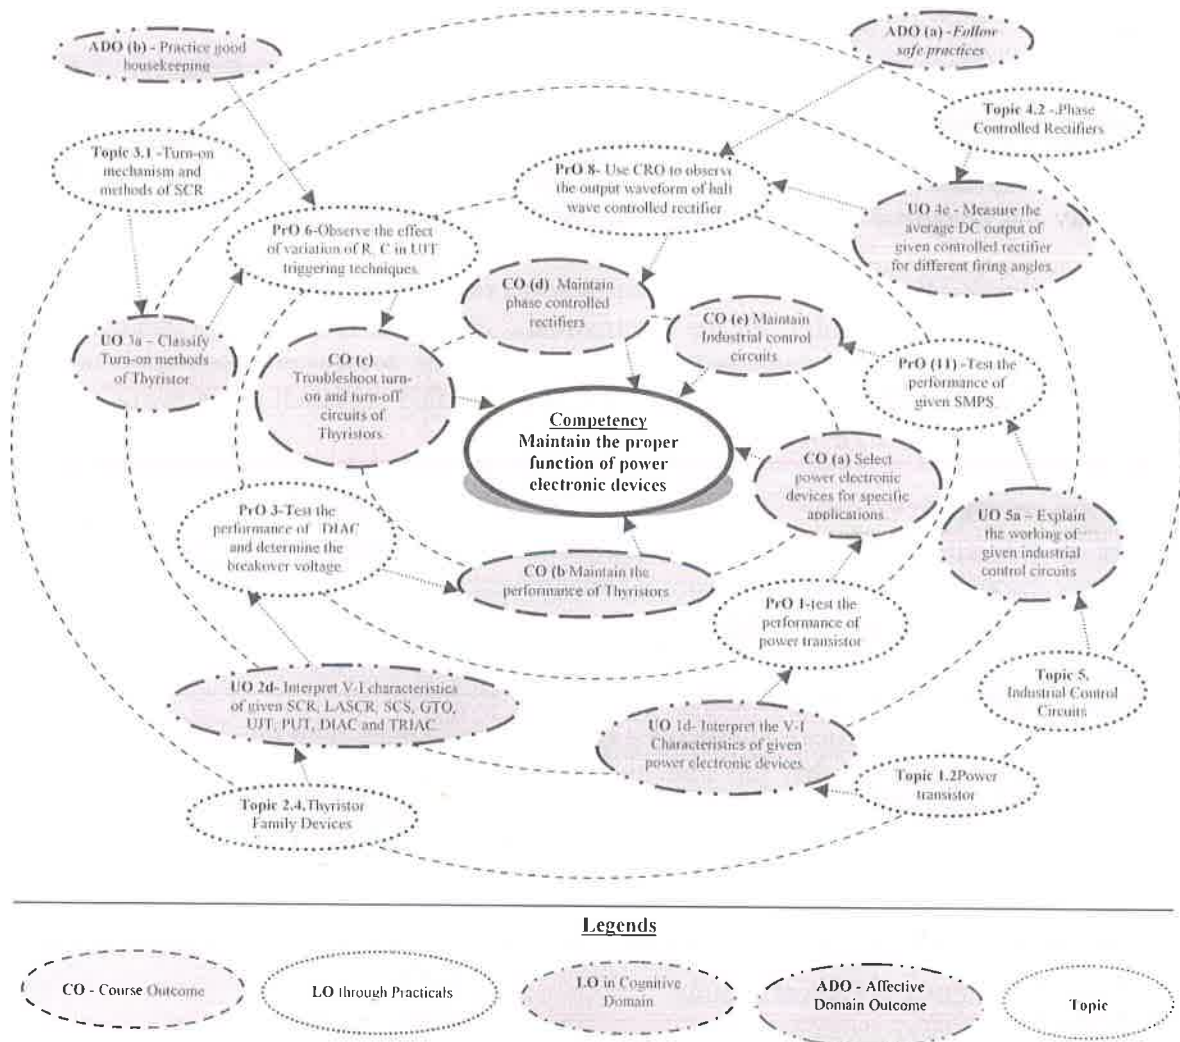 ADO (b) - Practice good
housekeeping
ADO (a) -Follow
safe practices
Topic 3.1 -Turn-on
mechanism and
methods of SCR
Topic 4.2 -.Phase
Controlled Rectifiers
PrO 8- Use CRO to observe
the output waveform of half
wave controlled rectifier
PrO 6-Observe the effect
of variation of R, C in UJT
triggering techniques.
UO 4e - Measure the
average DC output of
given controlled rectifier
for different firing angles.
CO (d) Maintain
phase controlled
rectifiers
CO (e) Maintain
Industrial control
circuits
UO 3a – Classify
Turn-on methods
of Thyristor.
CO (c)
Troubleshoot turn-
on and turn-off
circuits of
Thyristors.
PrO (11) -Test the
performance of
given SMPS.
Competency
Maintain the proper
function of power
electronic devices
CO (a) Select
power electronic
devices for specific
applications.
PrO 3-Test the
performance of DIAC
and determine the
breakover voltage.
UO 5a – Explain
the working of
given industrial
control circuits
CO (b Maintain the
performance of Thyristors
PrO 1-test the
performance of
power transistor
UO 2d- Interpret V-I characteristics
of given SCR, LASCR, SCS, GTO,
UJT, PUT, DIAC and TRIAC
Topic 5.
Industrial Control
Circuits
UO 1d- Interpret the V-I
Characteristics of given
power electronic devices.
Topic 1.2Power
transistor
Topic 2.4.Thyristor
Family Devices
Legends
CO - Course Outcome
LO through Practicals
LO in Cognitive
Domain
ADO - Affective
Domain Outcome
Topic